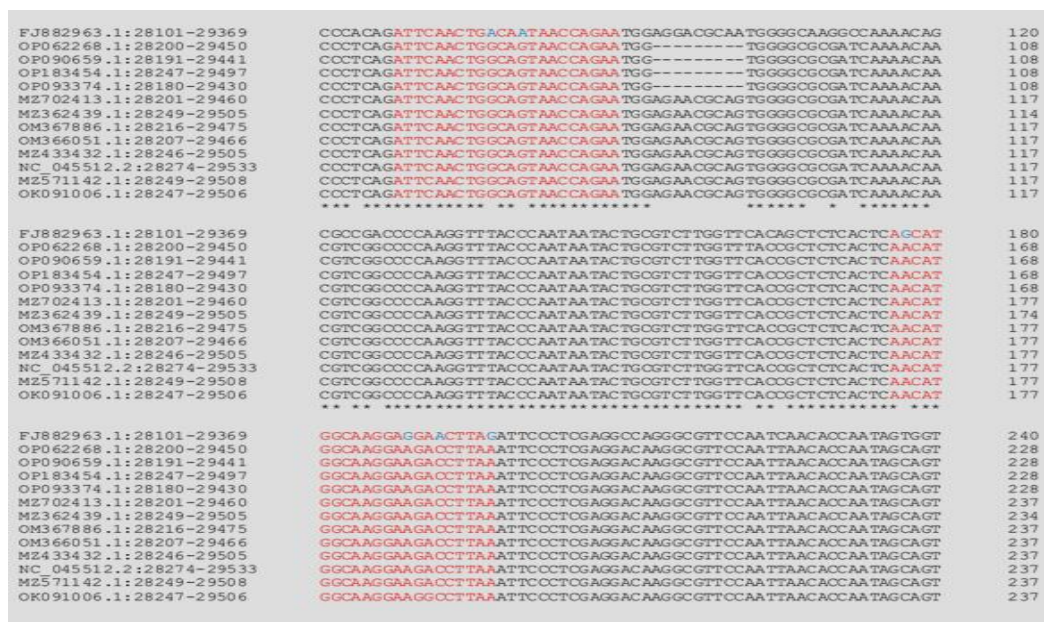 FJ882963.1:28101-29369 CCCACAGATTCAACTGACAATAACCAGAATGGAGGACGCAATGGGGCAAGGCCAAAACAG 120
OP062268.1:28200-29450 CCCTCAGATTCAACTGGCAGTAACCAGAATGG---------TGGGGCGCGATCAAAACAA 108
OP090659.1:28191-29441 CCCTCAGATTCAACTGGCAGTAACCAGAATGG---------TGGGGCGCGATCAAAACAA 108
OP183454.1:28247-29497 CCCTCAGATTCAACTGGCAGTAACCAGAATGG---------TGGGGCGCGATCAAAACAA 108
OP093374.1:28180-29430 CCCTCAGATTCAACTGGCAGTAACCAGAATGG---------TGGGGCGCGATCAAAACAA 108
MZ702413.1:28201-29460 CCCTCAGATTCAACTGGCAGTAACCAGAATGGAGAACGCAGTGGGGCGCGATCAAAACAA 117
MZ362439.1:28249-29505 CCCTCAGATTCAACTGGCAGTAACCAGAATGGAGAACGCAGTGGGGCGCGATCAAAACAA 114
OM367886.1:28216-29475 CCCTCAGATTCAACTGGCAGTAACCAGAATGGAGAACGCAGTGGGGCGCGATCAAAACAA 117
OM366051.1:28207-29466 CCCTCAGATTCAACTGGCAGTAACCAGAATGGAGAACGCAGTGGGGCGCGATCAAAACAA 117
MZ433432.1:28246-29505 CCCTCAGATTCAACTGGCAGTAACCAGAATGGAGAACGCAGTGGGGCGCGATCAAAACAA 117
NC_045512.2:28274-29533 CCCTCAGATTCAACTGGCAGTAACCAGAATGGAGAACGCAGTGGGGCGCGATCAAAACAA 117
MZ571142.1:28249-29508 CCCTCAGATTCAACTGGCAGTAACCAGAATGGAGAACGCAGTGGGGCGCGATCAAAACAA 117
OK091006.1:28247-29506 CCCTCAGATTCAACTGGCAGTAACCAGAATGGAGAACGCAGTGGGGCGCGATCAAAACAA 117
*** ************ ** ************* ****** * *******
FJ882963.1:28101-29369 CGCCGACCCCAAGGTTTACCCAATAATACTGCGTCTTGGTTCACAGCTCTCACTCAGCAT 180
OP062268.1:28200-29450 CGTCGGCCCCAAGGTTTACCCAATAATACTGCGTCTTGGTTTACCGCTCTCACTCAACAT 168
OP090659.1:28191-29441 CGTCGGCCCCAAGGTTTACCCAATAATACTGCGTCTTGGTTCACCGCTCTCACTCAACAT 168
OP183454.1:28247-29497 CGTCGGCCCCAAGGTTTACCCAATAATACTGCGTCTTGGTTCACCGCTCTCACTCAACAT 168
OP093374.1:28180-29430 CGTCGGCCCCAAGGTTTACCCAATAATACTGCGTCTTGGTTCACCGCTCTCACTCAACAT 168
MZ702413.1:28201-29460 CGTCGGCCCCAAGGTTTACCCAATAATACTGCGTCTTGGTTCACCGCTCTCACTCAACAT 177
MZ362439.1:28249-29505 CGTCGGCCCCAAGGTTTACCCAATAATACTGCGTCTTGGTTCACCGCTCTCACTCAACAT 174
OM367886.1:28216-29475 CGTCGGCCCCAAGGTTTACCCAATAATACTGCGTCTTGGTTCACCGCTCTCACTCAACAT 177
OM366051.1:28207-29466 CGTCGGCCCCAAGGTTTACCCAATAATACTGCGTCTTGGTTCACCGCTCTCACTCAACAT 177
MZ433432.1:28246-29505 CGTCGGCCCCAAGGTTTACCCAATAATACTGCGTCTTGGTTCACCGCTCTCACTCAACAT 177
NC_045512.2:28274-29533 CGTCGGCCCCAAGGTTTACCCAATAATACTGCGTCTTGGTTCACCGCTCTCACTCAACAT 177
MZ571142.1:28249-29508 CGTCGGCCCCAAGGTTTACCCAATAATACTGCGTCTTGGTTCACCGCTCTCACTCAACAT 177
OK091006.1:28247-29506 CGTCGGCCCCAAGGTTTACCCAATAATACTGCGTCTTGGTTCACCGCTCTCACTCAACAT 177
** ** *********************************** ** *********** ***
FJ882963.1:28101-29369 GGCAAGGAGGAACTTAGATTCCCTCGAGGCCAGGGCGTTCCAATCAACACCAATAGTGGT 240
OP062268.1:28200-29450 GGCAAGGAAGACCTTAAATTCCCTCGAGGACAAGGCGTTCCAATTAACACCAATAGCAGT 228
OP090659.1:28191-29441 GGCAAGGAAGACCTTAAATTCCCTCGAGGACAAGGCGTTCCAATTAACACCAATAGCAGT 228
OP183454.1:28247-29497 GGCAAGGAAGACCTTAAATTCCCTCGAGGACAAGGCGTTCCAATTAACACCAATAGCAGT 228
OP093374.1:28180-29430 GGCAAGGAAGACCTTAAATTCCCTCGAGGACAAGGCGTTCCAATTAACACCAATAGCAGT 228
MZ702413.1:28201-29460 GGCAAGGAAGACCTTAAATTCCCTCGAGGACAAGGCGTTCCAATTAACACCAATAGCAGT 237
MZ362439.1:28249-29505 GGCAAGGAAGACCTTAAATTCCCTCGAGGACAAGGCGTTCCAATTAACACCAATAGCAGT 234
OM367886.1:28216-29475 GGCAAGGAAGACCTTAAATTCCCTCGAGGACAAGGCGTTCCAATTAACACCAATAGCAGT 237
OM366051.1:28207-29466 GGCAAGGAAGACCTTAAATTCCCTCGAGGACAAGGCGTTCCAATTAACACCAATAGCAGT 237
MZ433432.1:28246-29505 GGCAAGGAAGACCTTAAATTCCCTCGAGGACAAGGCGTTCCAATTAACACCAATAGCAGT 237
NC_045512.2:28274-29533 GGCAAGGAAGACCTTAAATTCCCTCGAGGACAAGGCGTTCCAATTAACACCAATAGCAGT 237
MZ571142.1:28249-29508 GGCAAGGAAGACCTTAAATTCCCTCGAGGACAAGGCGTTCCAATTAACACCAATAGCAGT 237
OK091006.1:28247-29506 GGCAAGGAAGGCCTTAAATTCCCTCGAGGACAAGGCGTTCCAATTAACACCAATAGCAGT 237